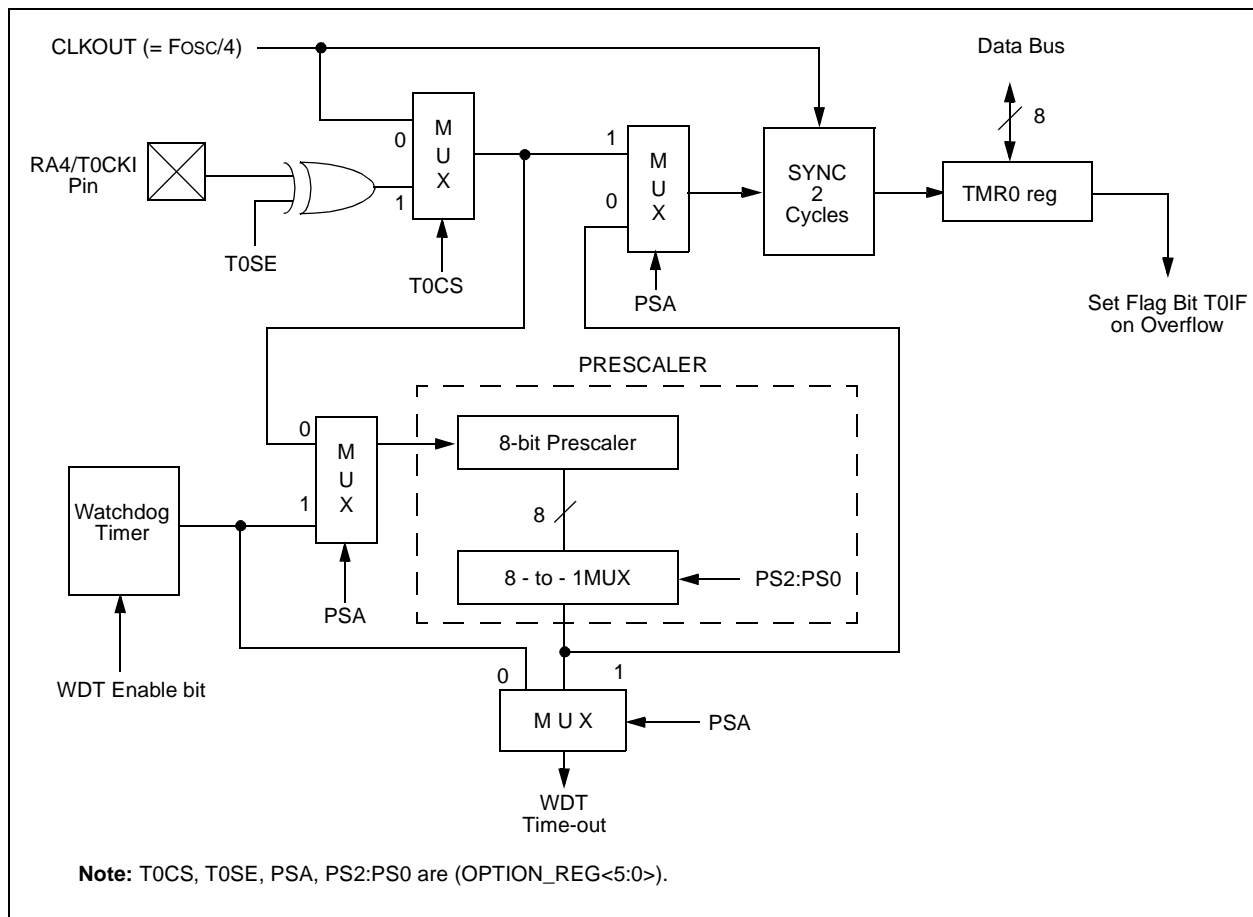 CLKOUT (= FOSC/4)
Data Bus
8
RA4/T0CKI
Pin
0
1
M
U
X
T0SE
T0CS
1
0
M
U
X
PSA
SYNC
2
Cycles
TMR0 reg
Set Flag Bit T0IF
on Overflow
PRESCALER
0
1
M
U
X
PSA
8-bit Prescaler
8
8 - to - 1MUX
PS2:PS0
Watchdog
Timer
WDT Enable bit
0
1
M U X
PSA
WDT
Time-out
Note: T0CS, T0SE, PSA, PS2:PS0 are (OPTION_REG<5:0>).